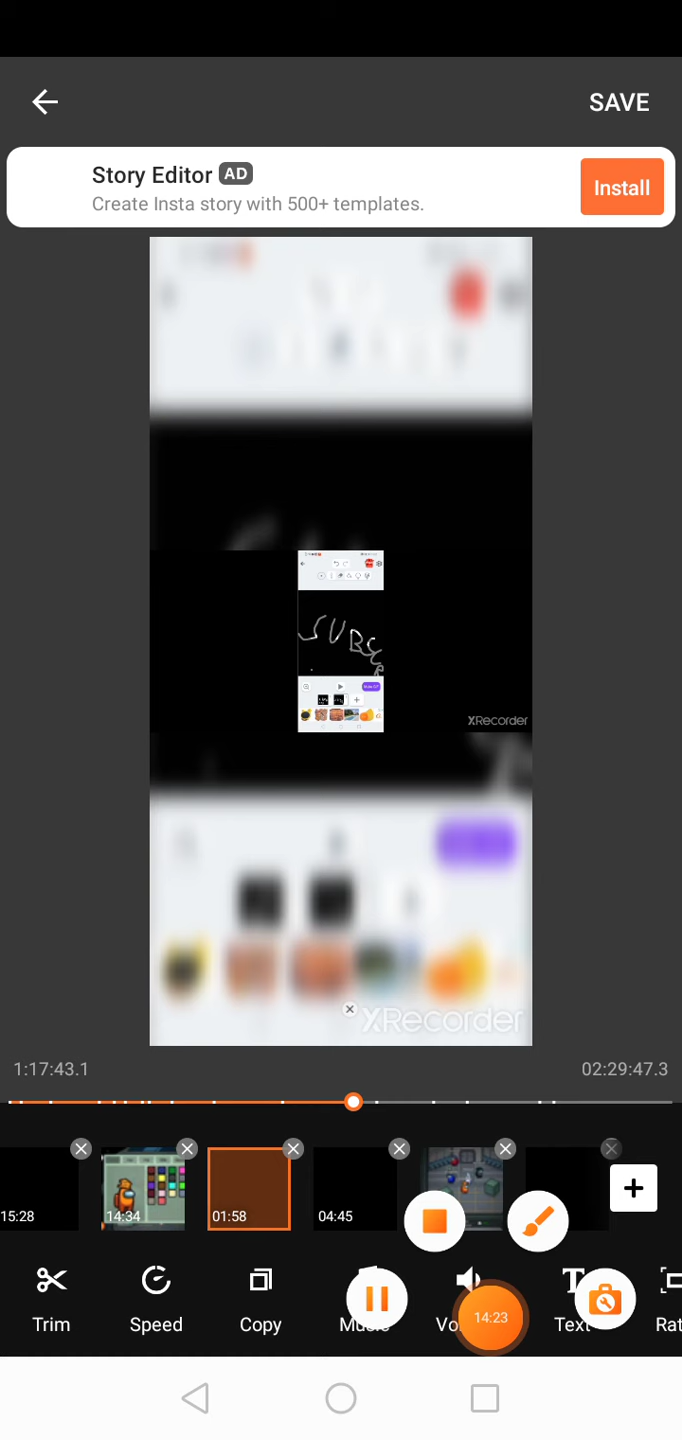 SAVE
Story Editor AD
Create Insta story with 500+ templates.
Install
SUBSC
XRecorder
XRecorder
1:17:43.1
02:29:47.3
15:28
14:34
01:58
04:45
14:23
Trim
Speed
Copy
Text